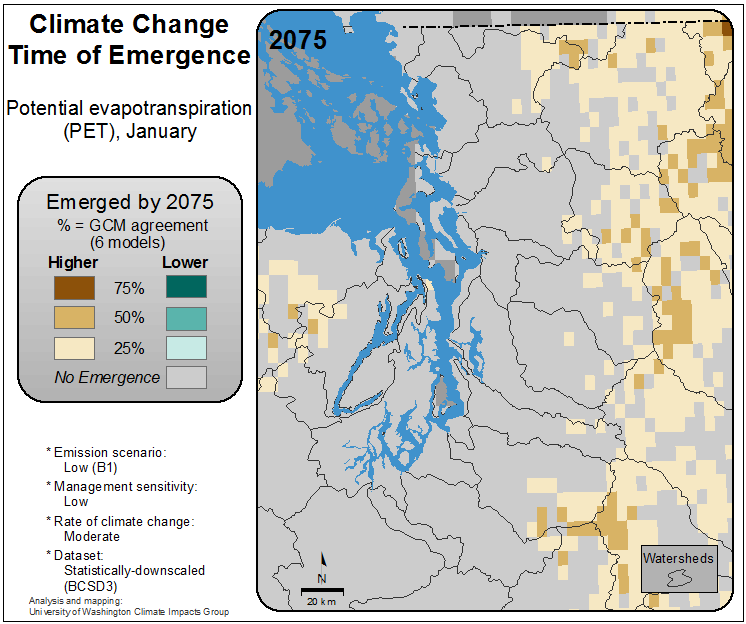 Climate Change
Time of Emergence
Potential evapotranspiration
(PET), January
Emerged by 2075
% = GCM agreement
(6 models)
Higher Lower
75%
50%
25%
No Emergence
* Emission scenario:
Low (B1)
* Management sensitivity:
Low
* Rate of climate change:
Moderate
* Dataset:
Statistically-downscaled
(BCSD3)
Analysis and mapping:
University of Washington Climate Impacts Group
2075
N
20 km
Watersheds